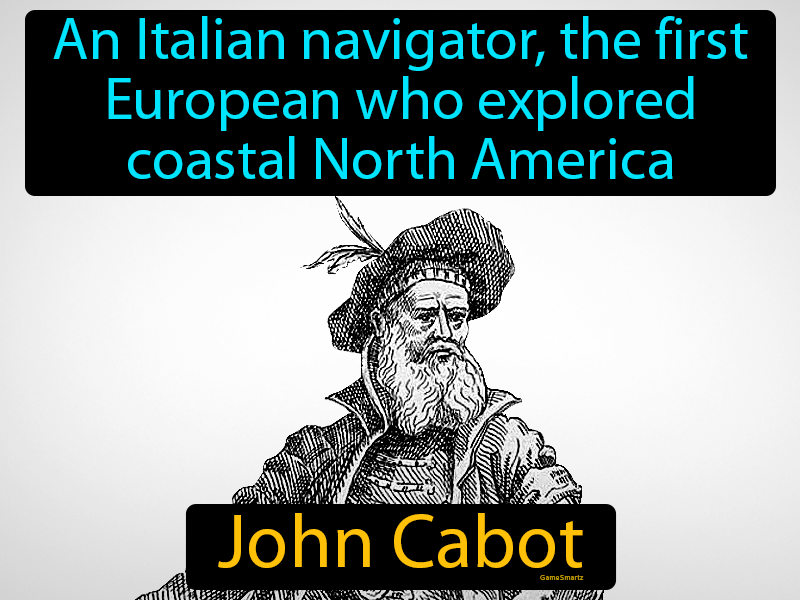 An Italian navigator, the first
European who explored
coastal North America
John Cabot
GameSmartz